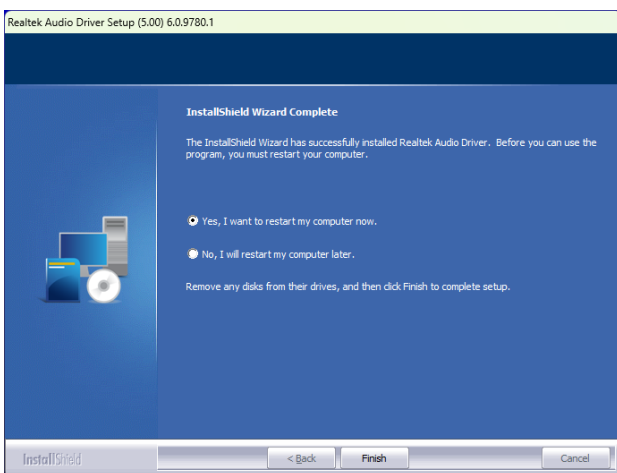 Realtek Audio Driver Setup (5.00) 6.0.9780.1
InstallShield Wizard Complete
The InstallShield Wizard has successfully installed Realtek Audio Driver. Before you can use the
program, you must restart your computer.
Yes, I want to restart my computer now.
No, I will restart my computer later.
Remove any disks from their drives, and then click Finish to complete setup.
InstallShield
< Back
Finish
Cancel